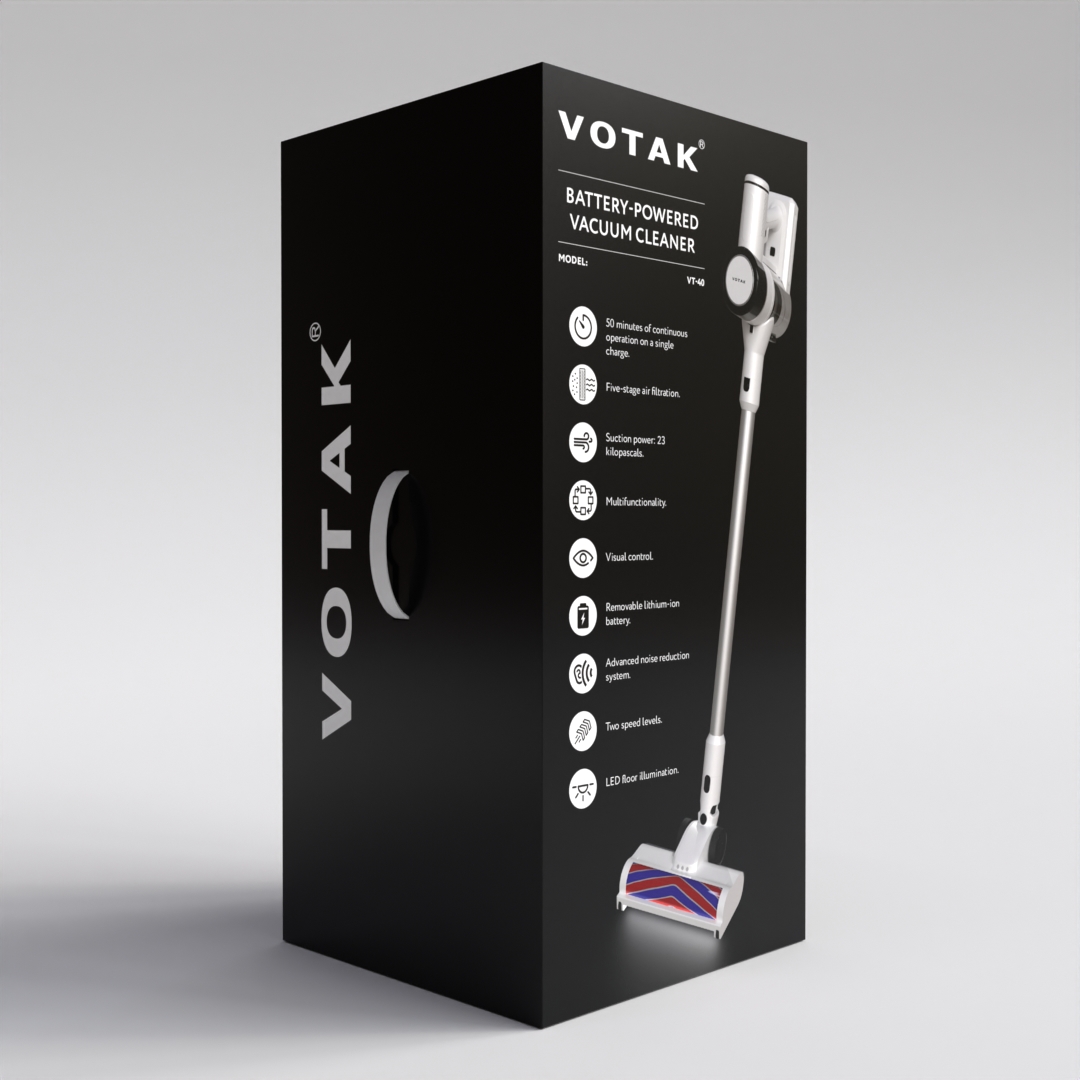 VOTAK®
VOTAK®
BATTERY-POWERED
VACUUM CLEANER
MODEL:
VT-40
VOTAK
50 minutes of continuous
operation on a single
charge.
Five-stage air filtration.
Suction power: 23
kilopascals.
Multifunctionality.
Visual control.
Removable lithium-ion
battery.
Advanced noise reduction
system.
Two speed levels.
LED floor illumination.